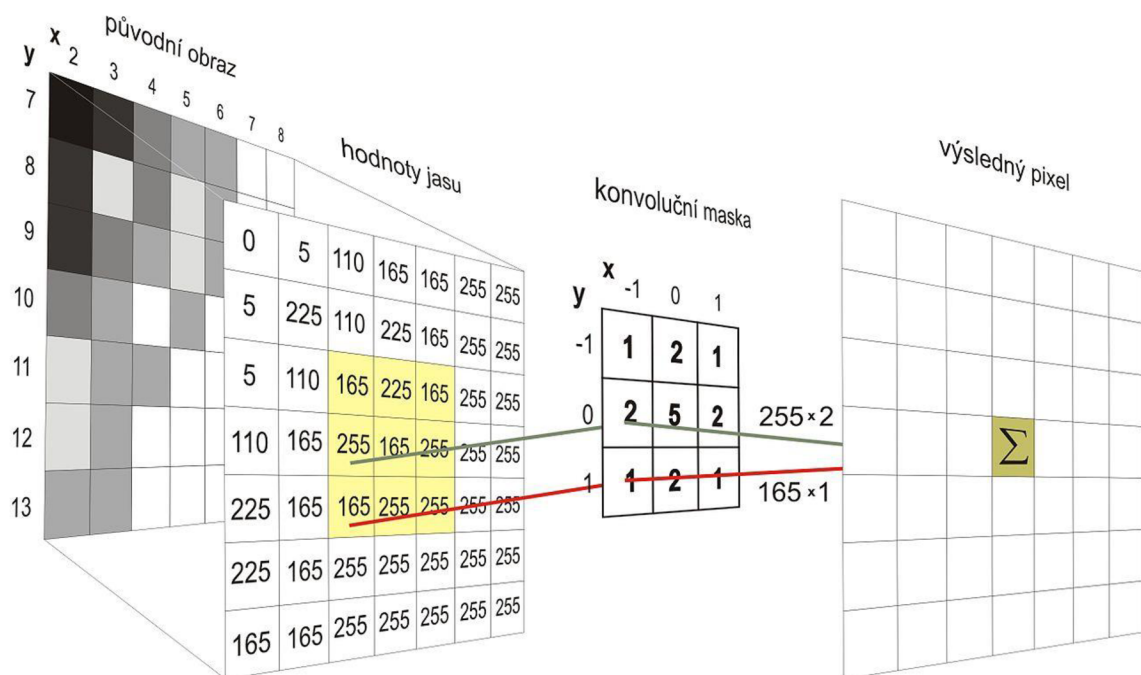 původní obraz
x
2 3 4 5 6 7 8
y
7
8
9
10
11
12
13
hodnoty jasu
0 5 110 165 165 255 255
5 225 110 225 165 255 255
5 110 165 225 165 255 255
110 165 255 165 255 255 255
225 165 165 255 255 255 255
225 165 255 255 255 255 255
165 165 255 255 255 255 255
konvoluční maska
x
-1 0 1
y
-1 1 2 1
0 2 5 2
1 1 2 1
255×2
165×1
výsledný pixel
Σ